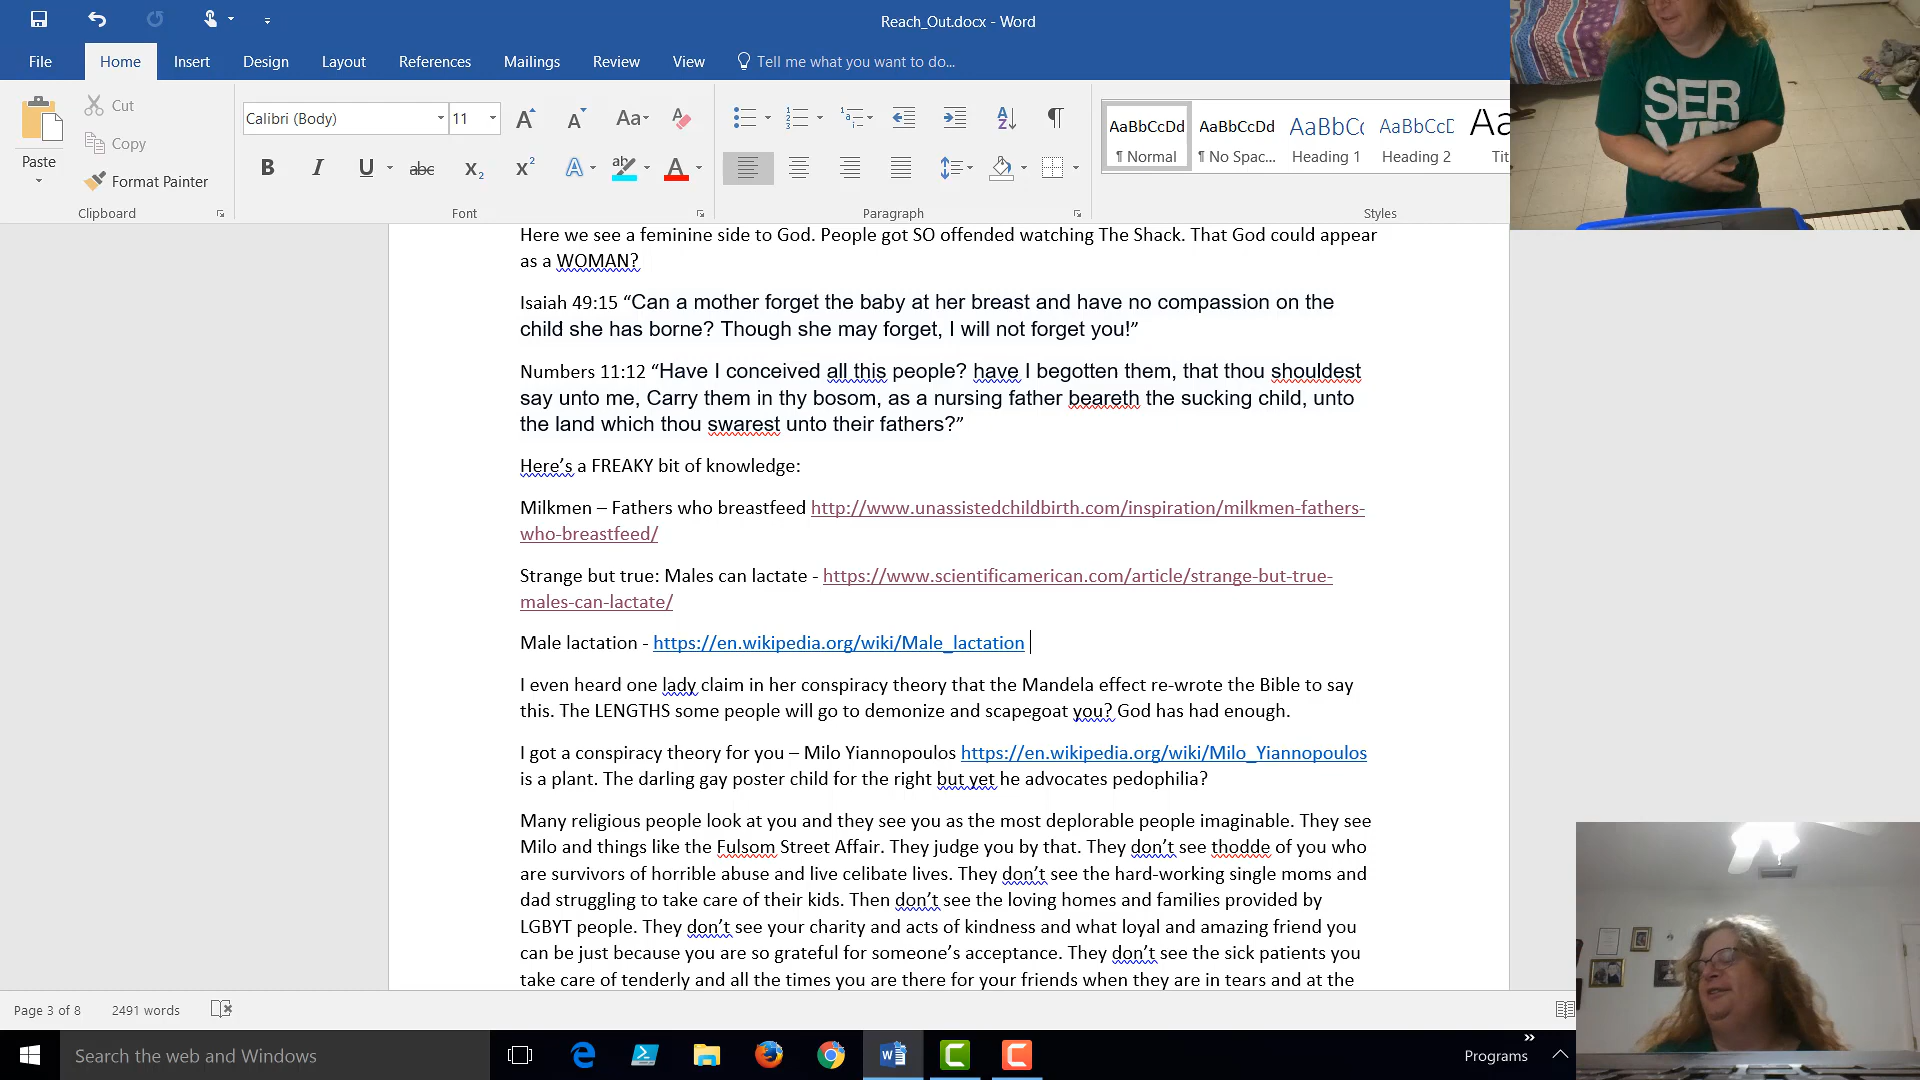 Reach_Out.docx - Word
File Home Insert Design Layout References Mailings Review View Tell me what you want to do...
Paste
Cut
Copy
Format Painter
Clipboard
Calibri (Body) 11
Font
Paragraph
AaBbCcDd AaBbCcDd AaBbCc AaBbCcD Aa
¶ Normal ¶ No Spac... Heading 1 Heading 2 Tit
Styles
SER
Here we see a feminine side to God. People got SO offended watching The Shack. That God could appear
as a WOMAN?
Isaiah 49:15 “Can a mother forget the baby at her breast and have no compassion on the
child she has borne? Though she may forget, I will not forget you!”
Numbers 11:12 “Have I conceived all this people? have I begotten them, that thou shouldest
say unto me, Carry them in thy bosom, as a nursing father beareth the sucking child, unto
the land which thou swarest unto their fathers?”
Here’s a FREAKY bit of knowledge:
Milkmen – Fathers who breastfeed http://www.unassistedchildbirth.com/inspiration/milkmen-fathers-
who-breastfeed/
Strange but true: Males can lactate - https://www.scientificamerican.com/article/strange-but-true-
males-can-lactate/
Male lactation - https://en.wikipedia.org/wiki/Male_lactation
I even heard one lady claim in her conspiracy theory that the Mandela effect re-wrote the Bible to say
this. The LENGTHS some people will go to demonize and scapegoat you? God has had enough.
I got a conspiracy theory for you – Milo Yiannopoulos https://en.wikipedia.org/wiki/Milo_Yiannopoulos
is a plant. The darling gay poster child for the right but yet he advocates pedophilia?
Many religious people look at you and they see you as the most deplorable people imaginable. They see
Milo and things like the Fulsom Street Affair. They judge you by that. They don’t see thodde of you who
are survivors of horrible abuse and live celibate lives. They don’t see the hard-working single moms and
dad struggling to take care of their kids. Then don’t see the loving homes and families provided by
LGBYT people. They don’t see your charity and acts of kindness and what loyal and amazing friend you
can be just because you are so grateful for someone’s acceptance. They don’t see the sick patients you
take care of tenderly and all the times you are there for your friends when they are in tears and at the
Page 3 of 8 2491 words
Search the web and Windows
Programs